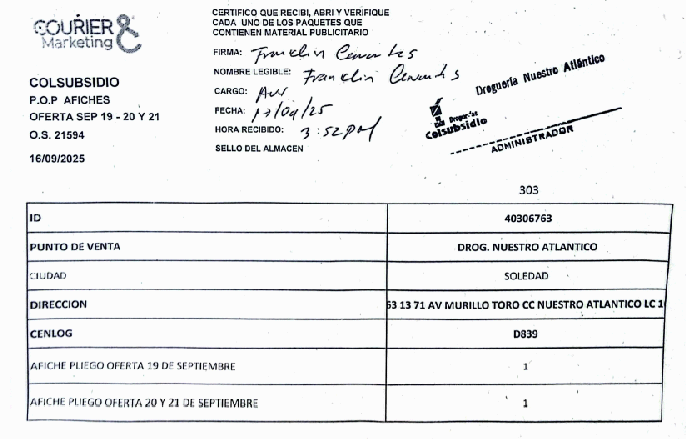 COURIER &
Marketing
COLSUBSIDIO
P.O.P AFICHES
OFERTA SEP 19 - 20 Y 21
O.S. 21594
16/09/2025
CERTIFICO QUE RECIBI, ABRI Y VERIFIQUE
CADA UNO DE LOS PAQUETES QUE
CONTIENEN MATERIAL PUBLICITARIO
FIRMA: Franklin
NOMBRE LEGIBLE: Franklin
CARGO:
FECHA: /09/25
HORA RECIBIDO: 3:52 PM
SELLO DEL ALMACEN
Drogueria Nuestro Atlántico
Droguerías
Colsubsidio
ADMINISTRADOR
303
ID 40306763
PUNTO DE VENTA DROG. NUESTRO ATLANTICO
CIUDAD SOLEDAD
DIRECCION 63 13 71 AV MURILLO TORO CC NUESTRO ATLANTICO LC 1
CENLOG D839
AFICHE PLIEGO OFERTA 19 DE SEPTIEMBRE 1
AFICHE PLIEGO OFERTA 20 Y 21 DE SEPTIEMBRE 1